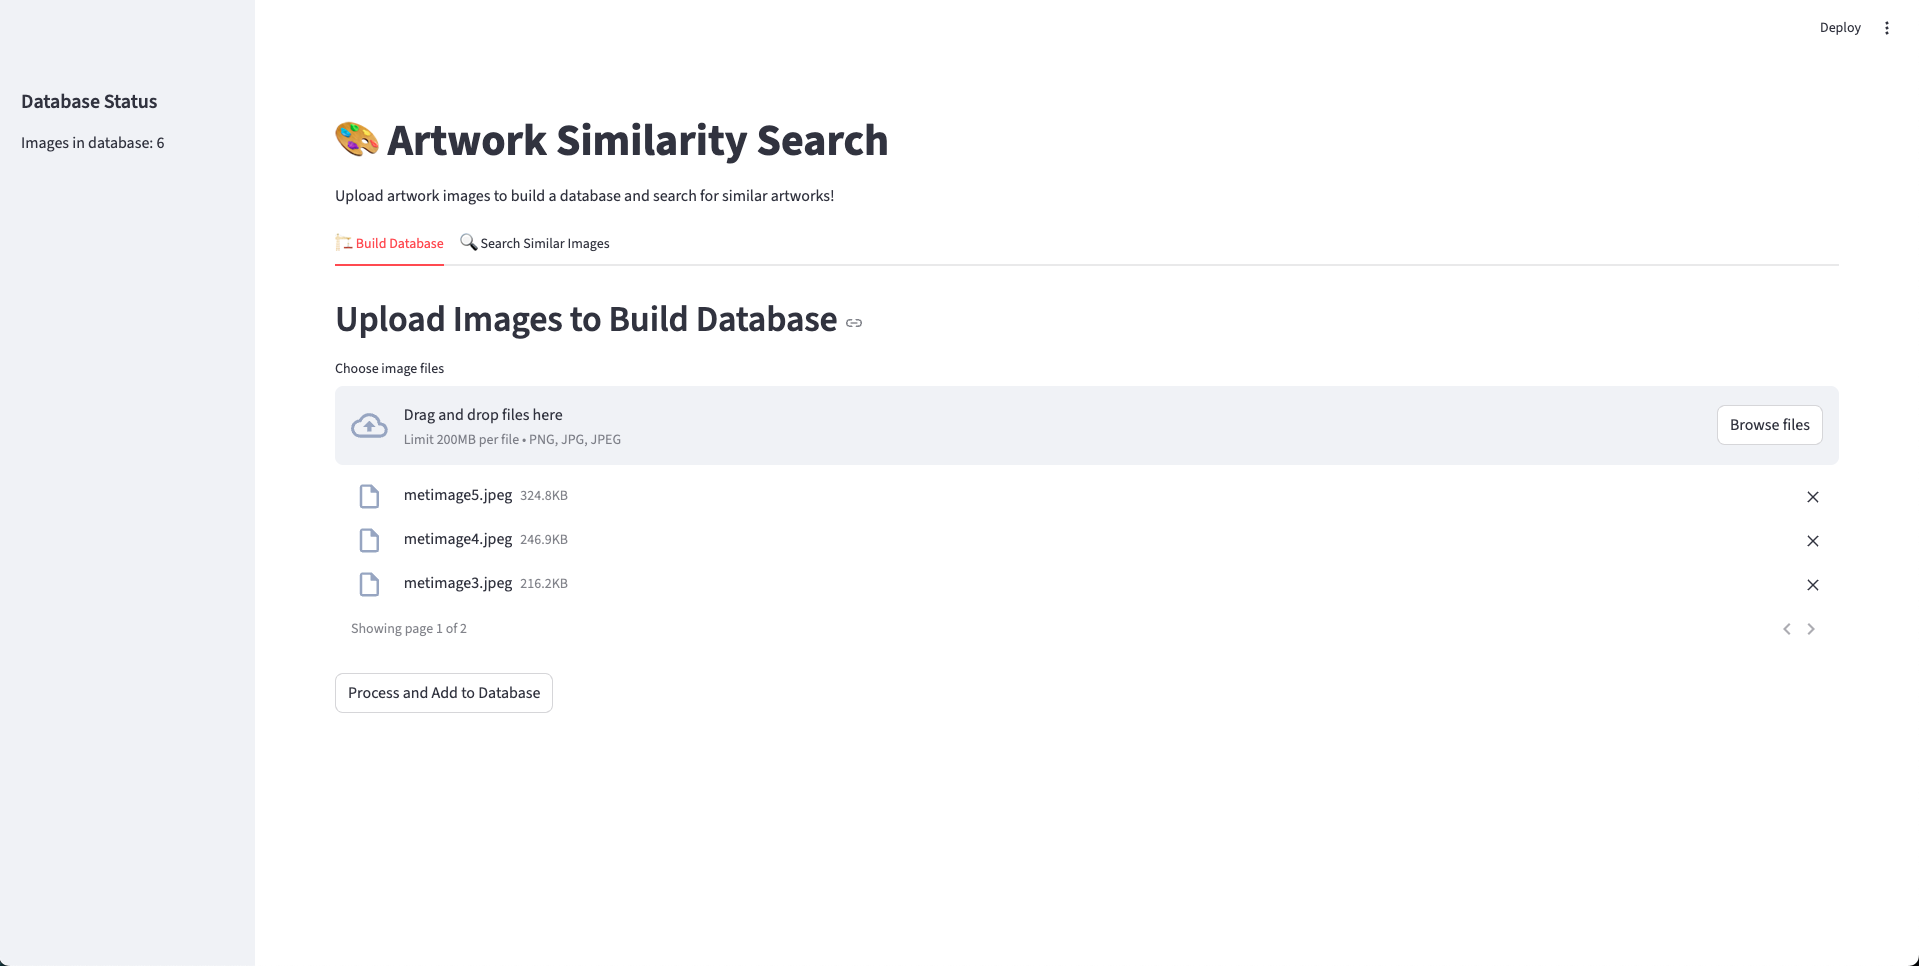 Deploy
Database Status
Images in database: 6
Artwork Similarity Search
Upload artwork images to build a database and search for similar artworks!
Build Database Search Similar Images
Upload Images to Build Database
Choose image files
Drag and drop files here
Limit 200MB per file • PNG, JPG, JPEG
Browse files
metimage5.jpeg 324.8KB
metimage4.jpeg 246.9KB
metimage3.jpeg 216.2KB
Showing page 1 of 2
Process and Add to Database